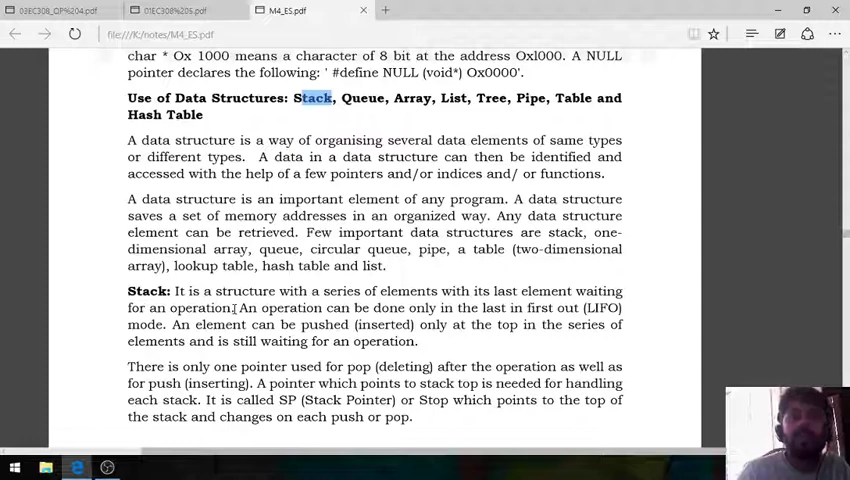 03EC308_QP%204.pdf
01EC308%20S.pdf
M4_ES.pdf
file:///K:/notes/M4_ES.pdf
char * Ox 1000 means a character of 8 bit at the address Oxl000. A NULL
pointer declares the following: ' #define NULL (void*) Ox0000'.
Use of Data Structures: Stack, Queue, Array, List, Tree, Pipe, Table and
Hash Table
A data structure is a way of organising several data elements of same types
or different types. A data in a data structure can then be identified and
accessed with the help of a few pointers and/or indices and/ or functions.
A data structure is an important element of any program. A data structure
saves a set of memory addresses in an organized way. Any data structure
element can be retrieved. Few important data structures are stack, one-
dimensional array, queue, circular queue, pipe, a table (two-dimensional
array), lookup table, hash table and list.
Stack: It is a structure with a series of elements with its last element waiting
for an operation. An operation can be done only in the last in first out (LIFO)
mode. An element can be pushed (inserted) only at the top in the series of
elements and is still waiting for an operation.
There is only one pointer used for pop (deleting) after the operation as well as
for push (inserting). A pointer which points to stack top is needed for handling
each stack. It is called SP (Stack Pointer) or Stop which points to the top of
the stack and changes on each push or pop.